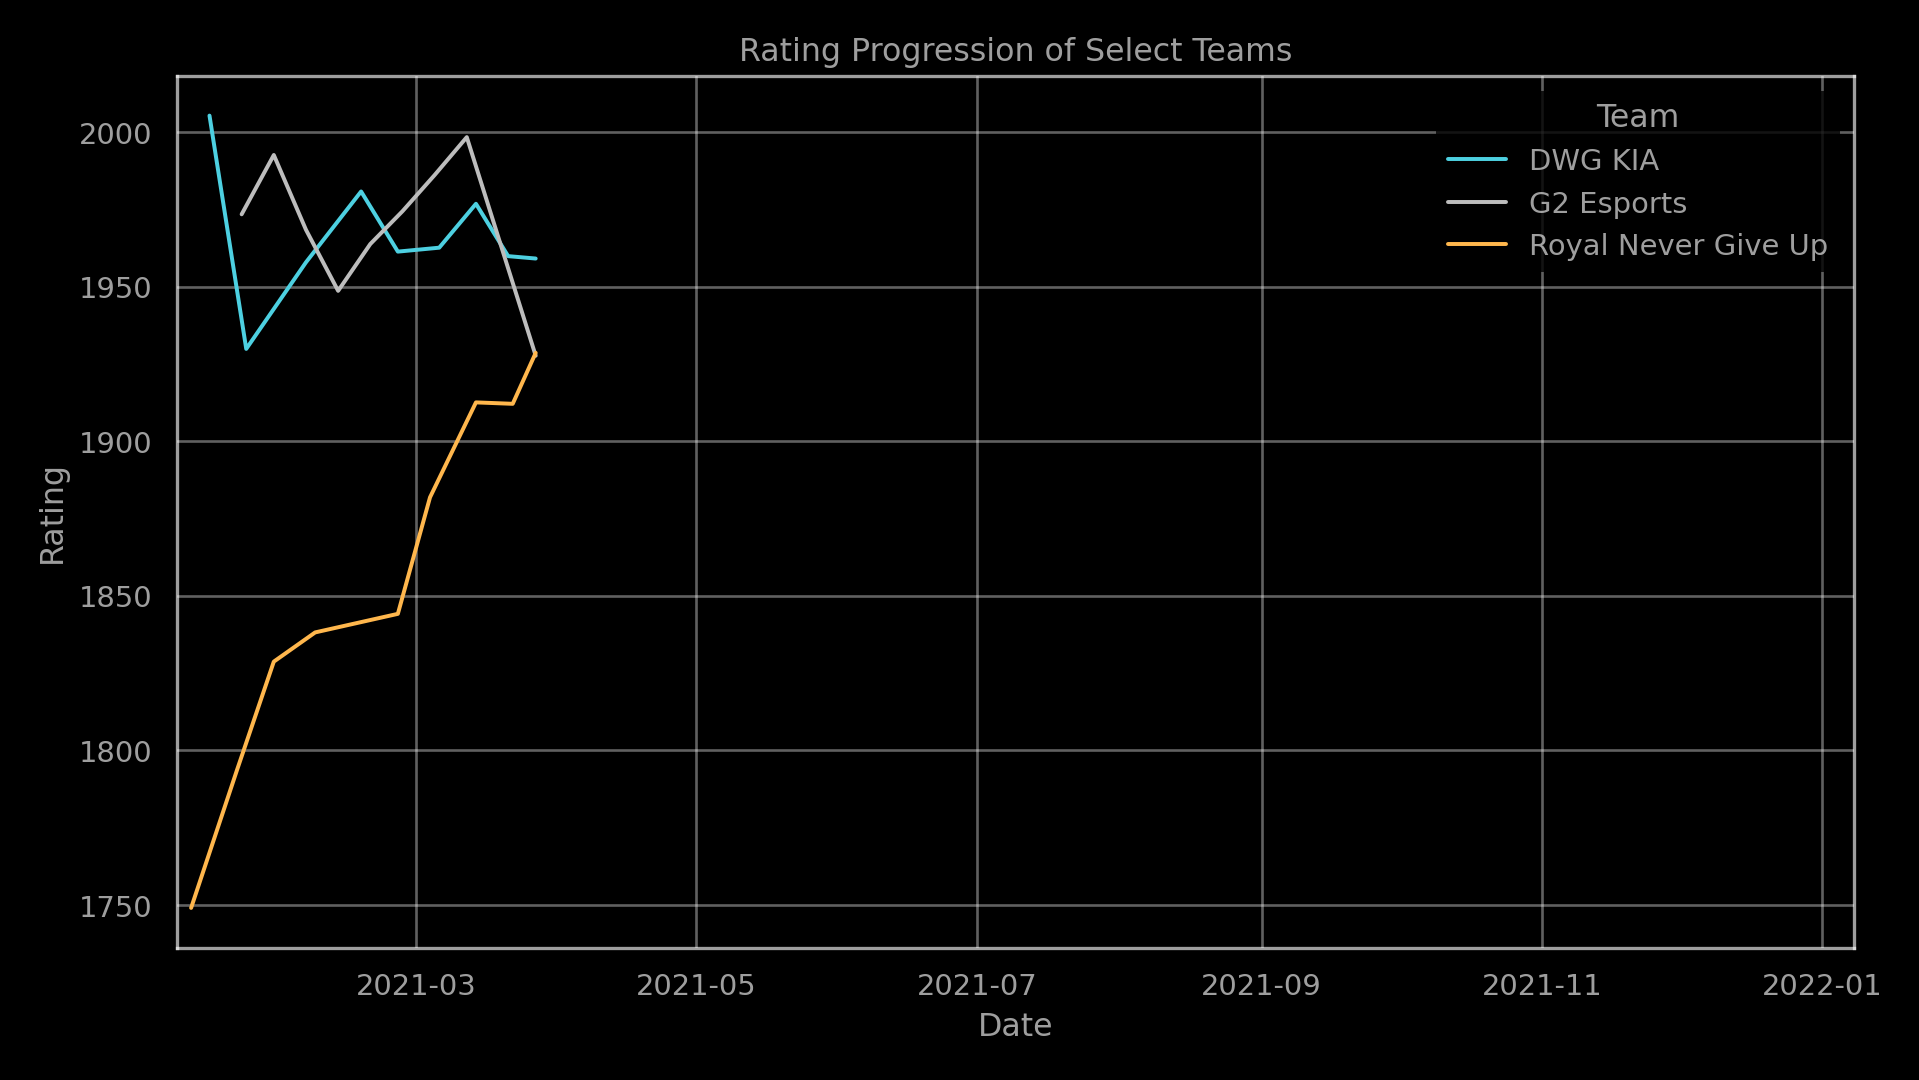 Rating Progression of Select Teams
Team
DWG KIA
G2 Esports
Royal Never Give Up
2000
1950
1900
1850
1800
1750
Rating
2021-03
2021-05
2021-07
2021-09
2021-11
2022-01
Date